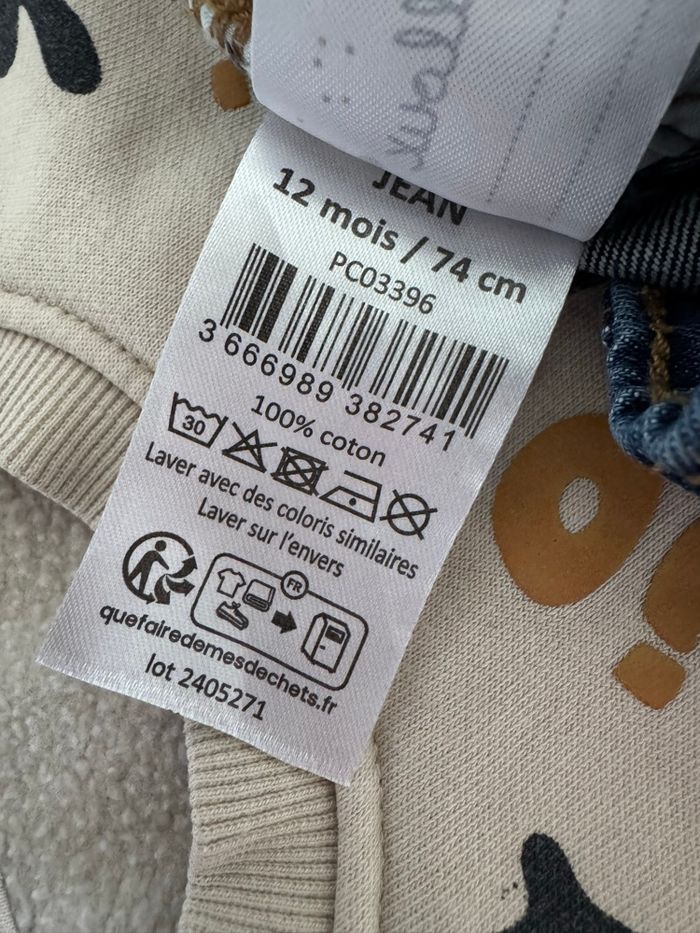 JEAN
12 mois / 74 cm
PC03396
3 666989 382741
100% coton
30
Laver avec des coloris similaires
Laver sur l'envers
FR
quefairedemesdechets.fr
lot 2405271